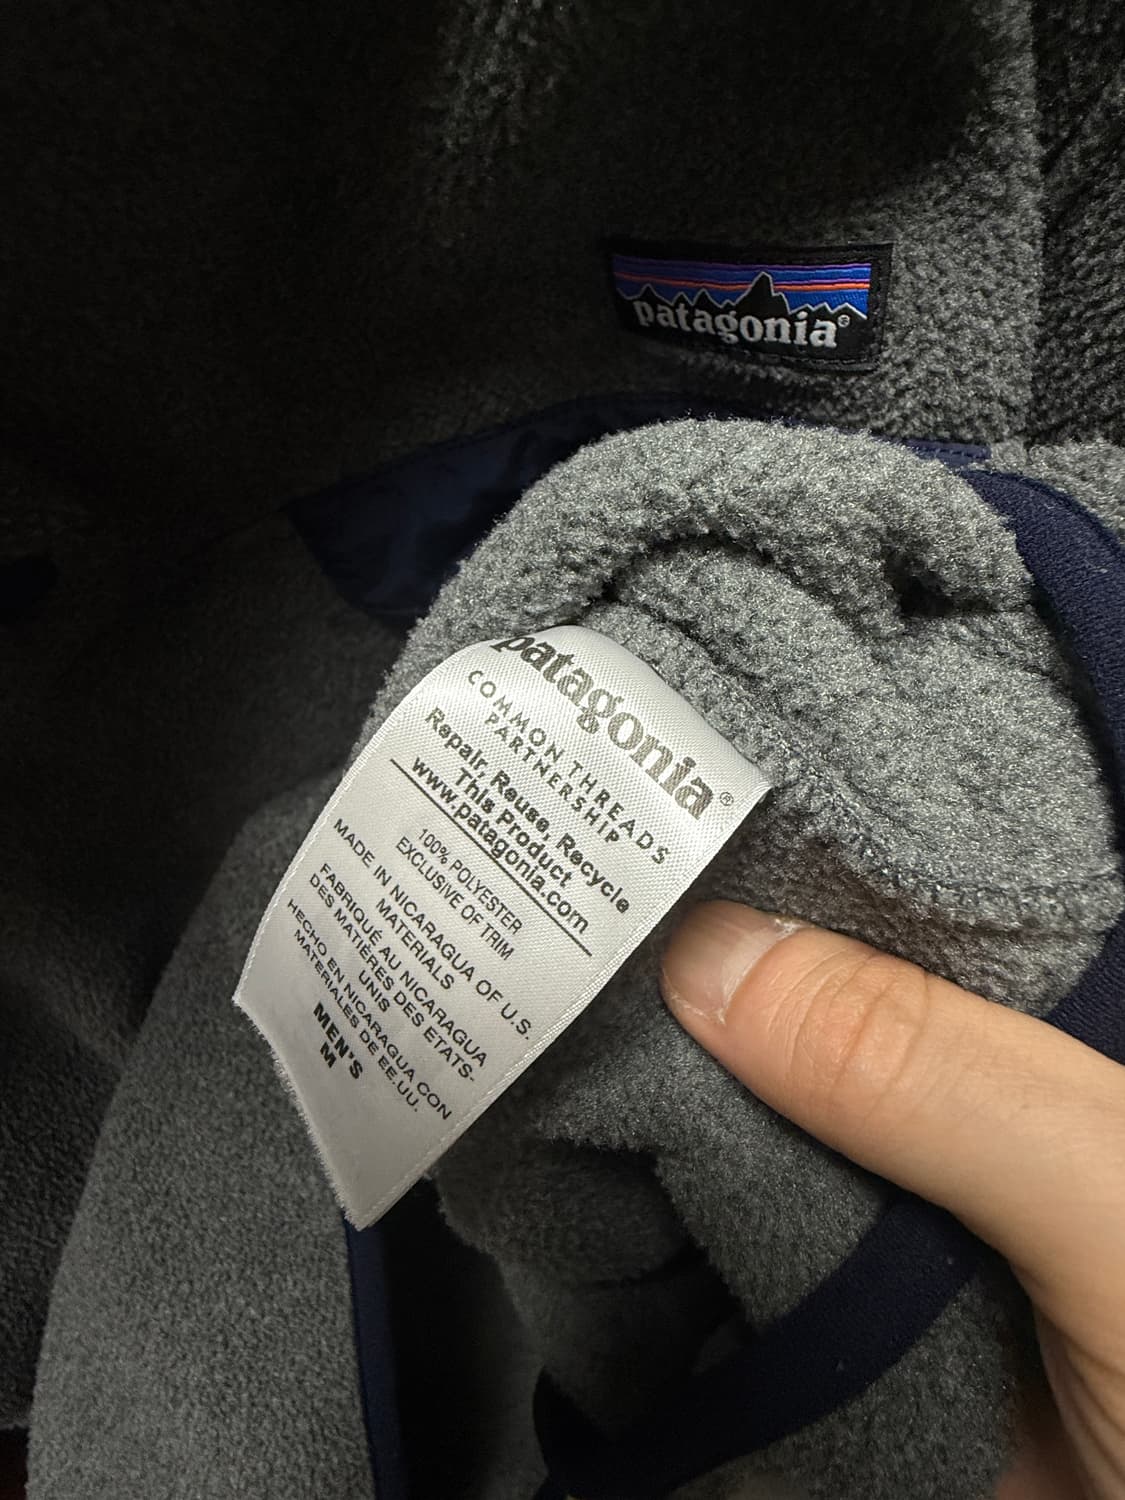 patagonia®
patagonia®
COMMON THREADS
PARTNERSHIP
Repair, Reuse, Recycle
This Product
www.patagonia.com
100% POLYESTER
EXCLUSIVE OF TRIM
MADE IN NICARAGUA OF U.S.
MATERIALS
FABRIQUÉ AU NICARAGUA
DES MATIÈRES DES ETATS-
UNIS
HECHO EN NICARAGUA CON
MATERIALES DE EE.UU.
MEN'S
M